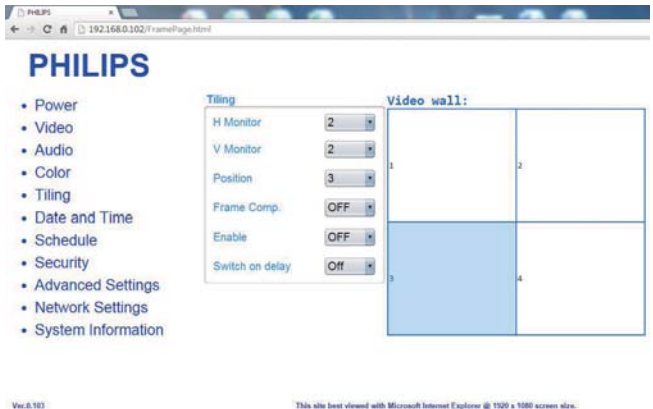 PHILIPS
192.168.0.102/FramePage.html
PHILIPS
• Power
• Video
• Audio
• Color
• Tiling
• Date and Time
• Schedule
• Security
• Advanced Settings
• Network Settings
• System Information
Tiling
H Monitor 2
V Monitor 2
Position 3
Frame Comp. OFF
Enable OFF
Switch on delay Off
Video wall:
1 2
3 4
Ver.0.103
This site best viewed with Microsoft Internet Explorer @ 1920 x 1080 screen size.